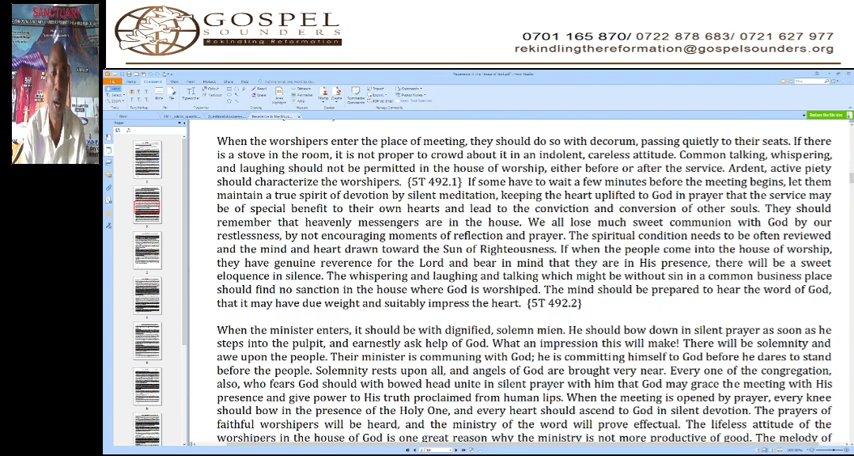 SANCTUARY
GOSPEL
SOUNDERS
Rekindling Reformation
0701 165 870/ 0722 878 683/ 0721 627 977
rekindlingthereformation@gospelsounders.org
When the worshipers enter the place of meeting, they should do so with decorum, passing quietly to their seats. If there
is a stove in the room, it is not proper to crowd about it in an indolent, careless attitude. Common talking, whispering,
and laughing should not be permitted in the house of worship, either before or after the service. Ardent, active piety
should characterize the worshipers. {5T 492.1} If some have to wait a few minutes before the meeting begins, let them
maintain a true spirit of devotion by silent meditation, keeping the heart uplifted to God in prayer that the service may
be of special benefit to their own hearts and lead to the conviction and conversion of other souls. They should
remember that heavenly messengers are in the house. We all lose much sweet communion with God by our
restlessness, by not encouraging moments of reflection and prayer. The spiritual condition needs to be often reviewed
and the mind and heart drawn toward the Sun of Righteousness. If when the people come into the house of worship,
they have genuine reverence for the Lord and bear in mind that they are in His presence, there will be a sweet
eloquence in silence. The whispering and laughing and talking which might be without sin in a common business place
should find no sanction in the house where God is worshiped. The mind should be prepared to hear the word of God,
that it may have due weight and suitably impress the heart. {5T 492.2}
When the minister enters, it should be with dignified, solemn mien. He should bow down in silent prayer as soon as he
steps into the pulpit, and earnestly ask help of God. What an impression this will make! There will be solemnity and
awe upon the people. Their minister is communing with God; he is committing himself to God before he dares to stand
before the people. Solemnity rests upon all, and angels of God are brought very near. Every one of the congregation,
also, who fears God should with bowed head unite in silent prayer with him that God may grace the meeting with His
presence and give power to His truth proclaimed from human lips. When the meeting is opened by prayer, every knee
should bow in the presence of the Holy One, and every heart should ascend to God in silent devotion. The prayers of
faithful worshipers will be heard, and the ministry of the word will prove effectual. The lifeless attitude of the
worshipers in the house of God is one great reason why the ministry is not more productive of good. The melody of